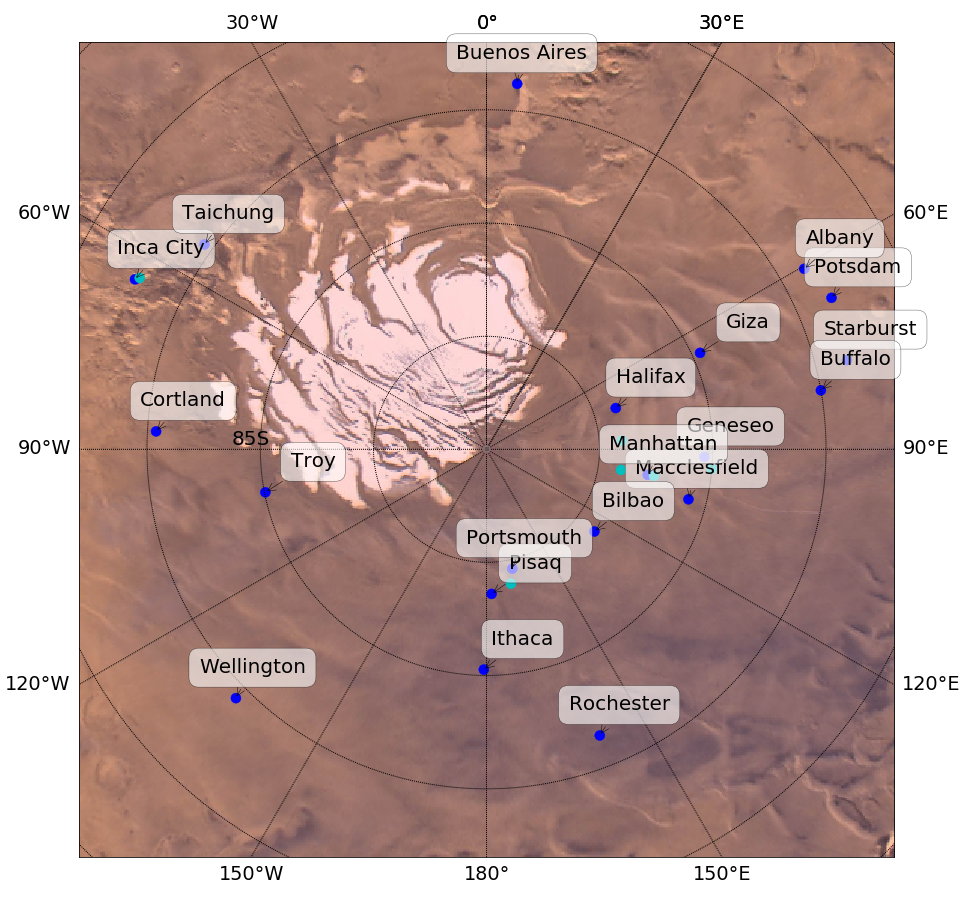 30°W 0° 30°E
Buenos Aires
60°W
60°E
Taichung
Albany
Inca City
Potsdam
Giza
Starburst
Buffalo
Halifax
Cortland
Geneseo
85S
Manhattan
90°W
90°E
Troy
Macclesfield
Bilbao
Portsmouth
Pisaq
Ithaca
Wellington
120°W
120°E
Rochester
150°W 180° 150°E